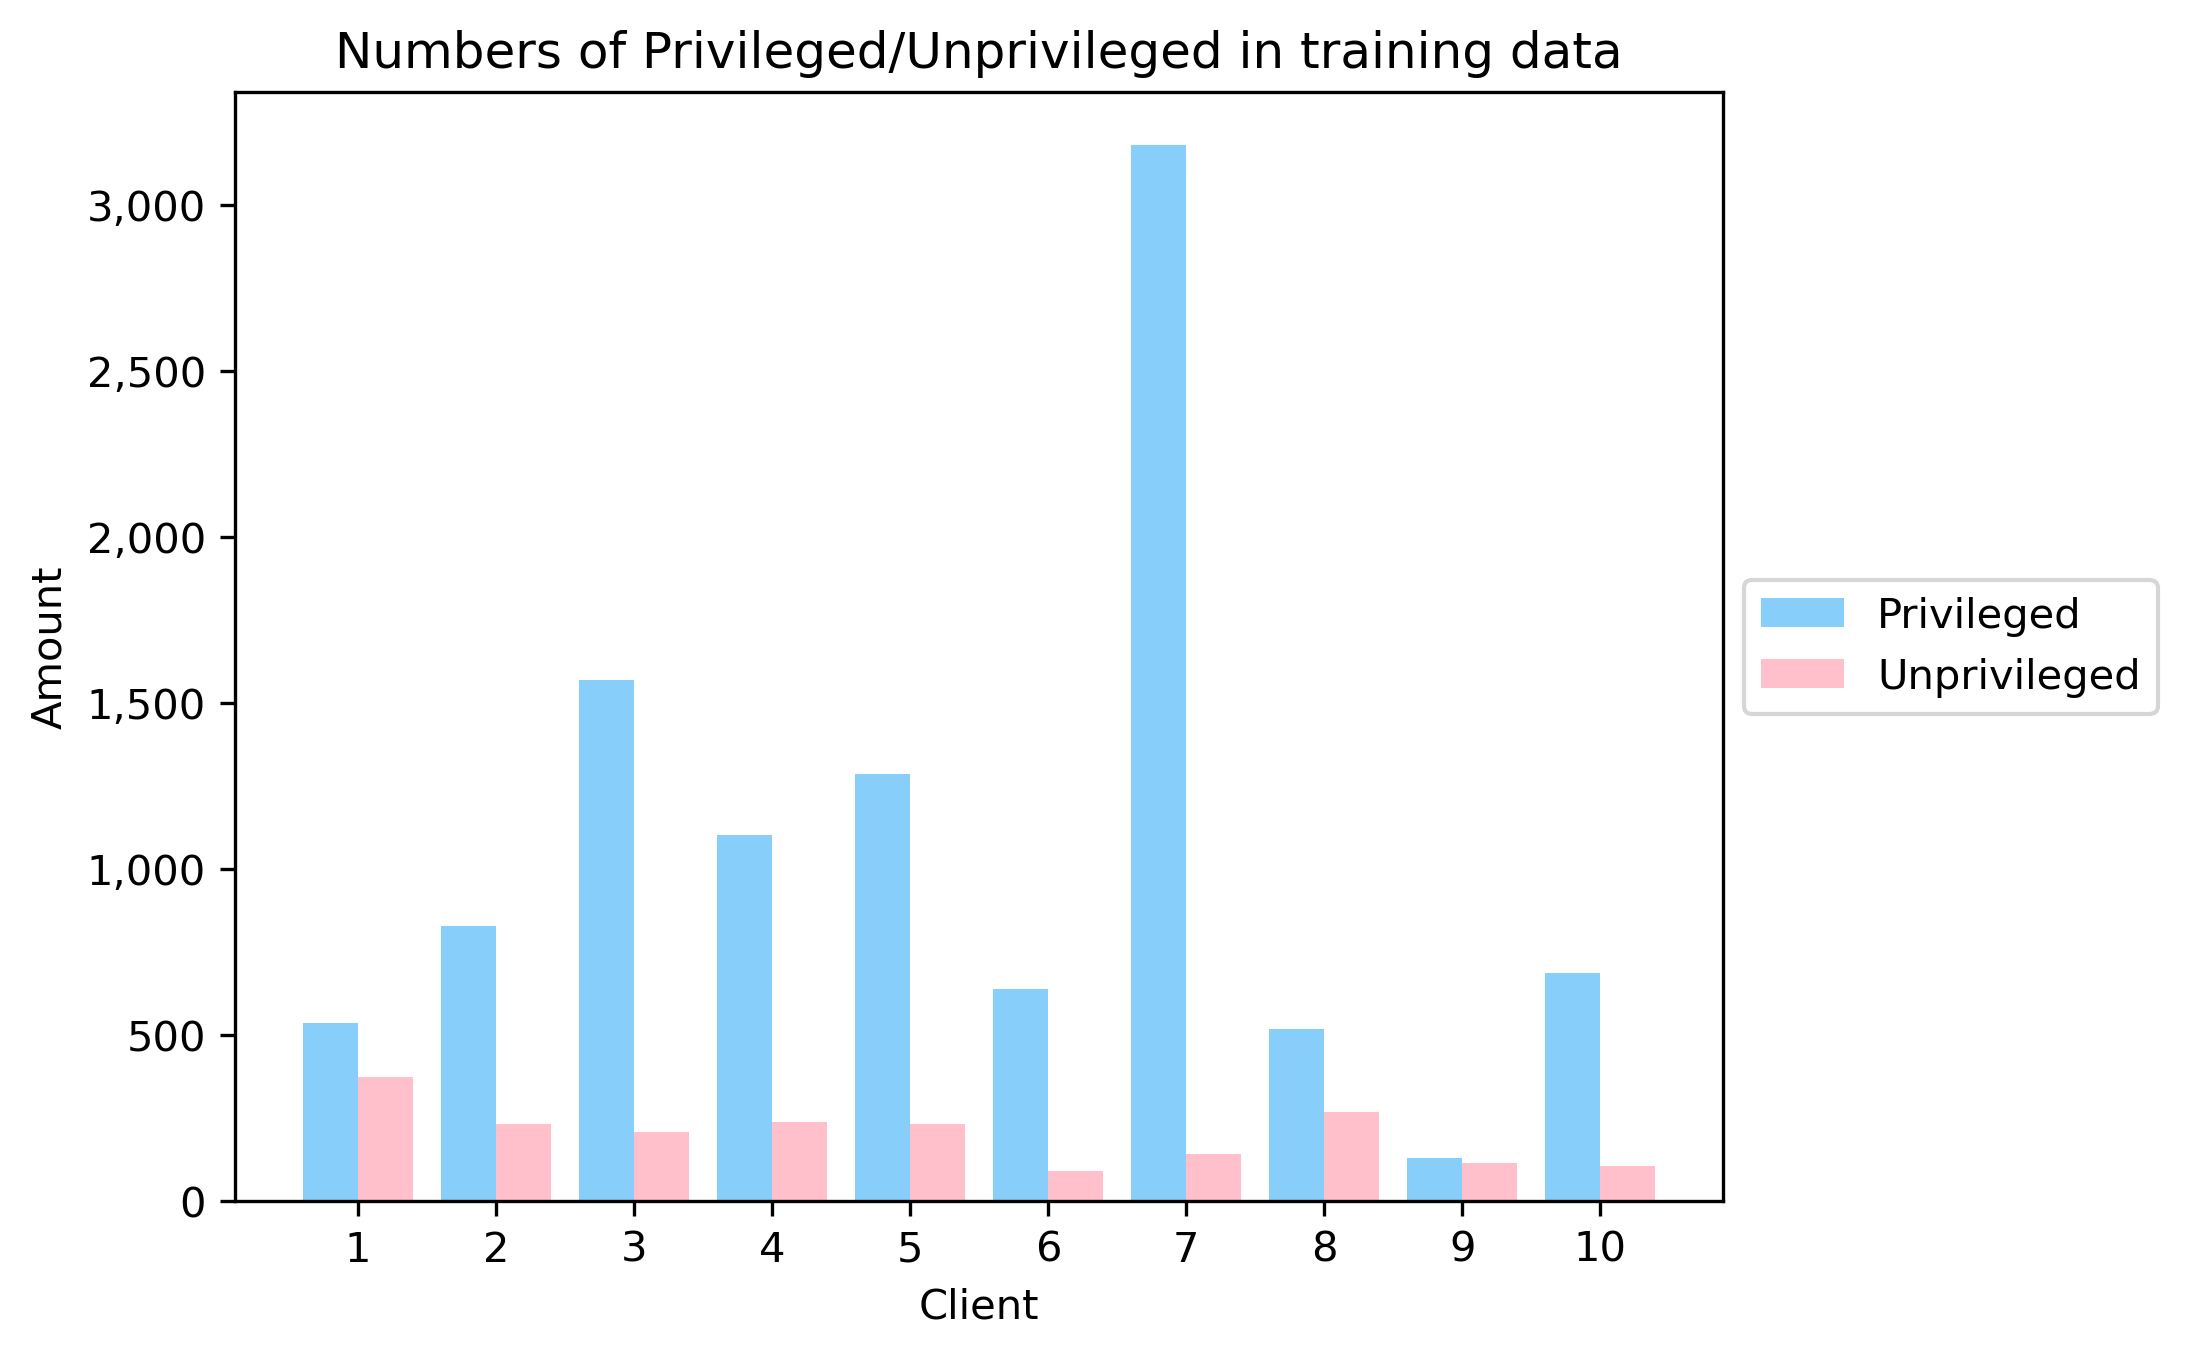 Numbers of Privileged/Unprivileged in training data
3,000
2,500
2,000
1,500
1,000
500
0
Amount
1 2 3 4 5 6 7 8 9 10
Client
Privileged
Unprivileged